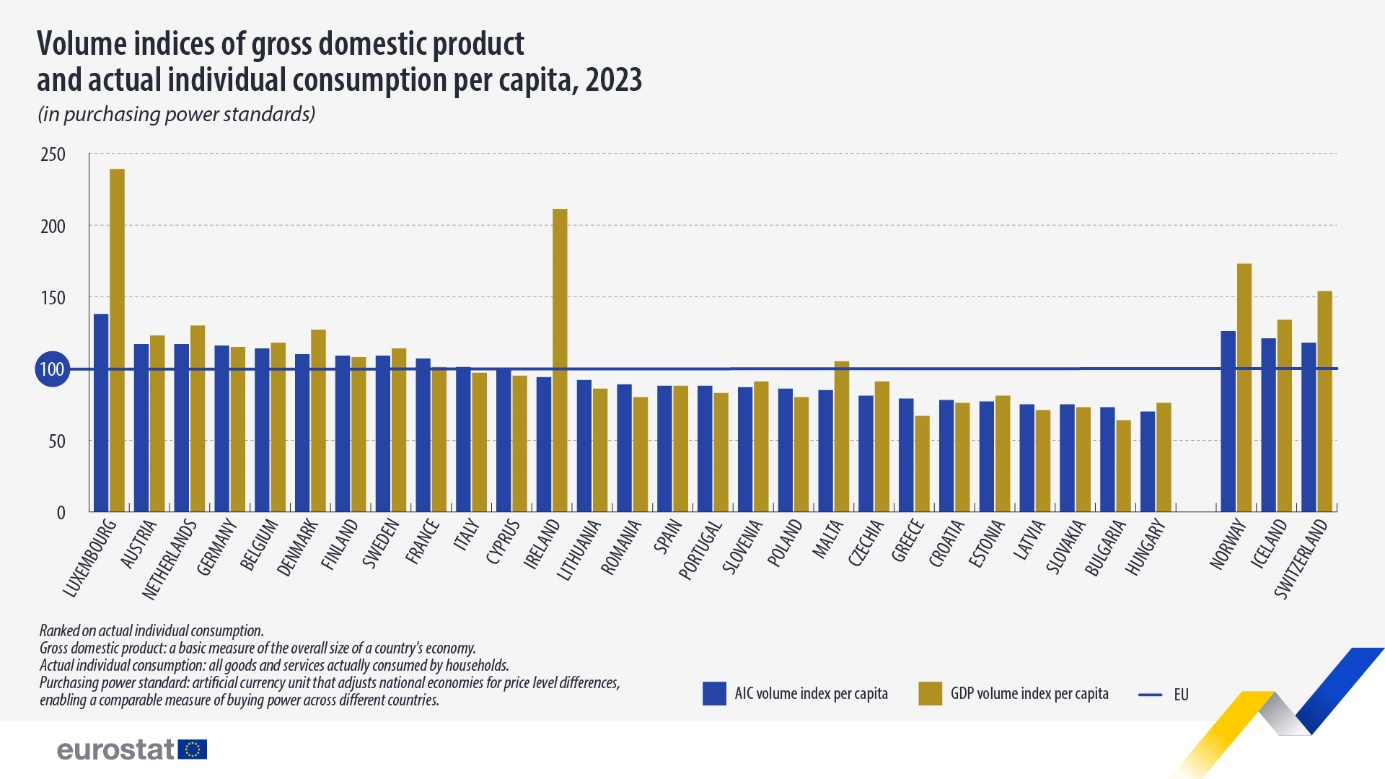 Volume indices of gross domestic product
and actual individual consumption per capita, 2023
(in purchasing power standards)
250
200
150
100
50
0
LUXEMBOURG
AUSTRIA
NETHERLANDS
GERMANY
BELGIUM
DENMARK
FINLAND
SWEDEN
FRANCE
ITALY
CYPRUS
IRELAND
LITHUANIA
ROMANIA
SPAIN
PORTUGAL
SLOVENIA
POLAND
MALTA
CZECHIA
GREECE
CROATIA
ESTONIA
LATVIA
SLOVAKIA
BULGARIA
HUNGARY
NORWAY
ICELAND
SWITZERLAND
Ranked on actual individual consumption.
Gross domestic product: a basic measure of the overall size of a country's economy.
Actual individual consumption: all goods and services actually consumed by households.
Purchasing power standard: artificial currency unit that adjusts national economies for price level differences,
enabling a comparable measure of buying power across different countries.
AIC volume index per capita
GDP volume index per capita
EU
eurostat